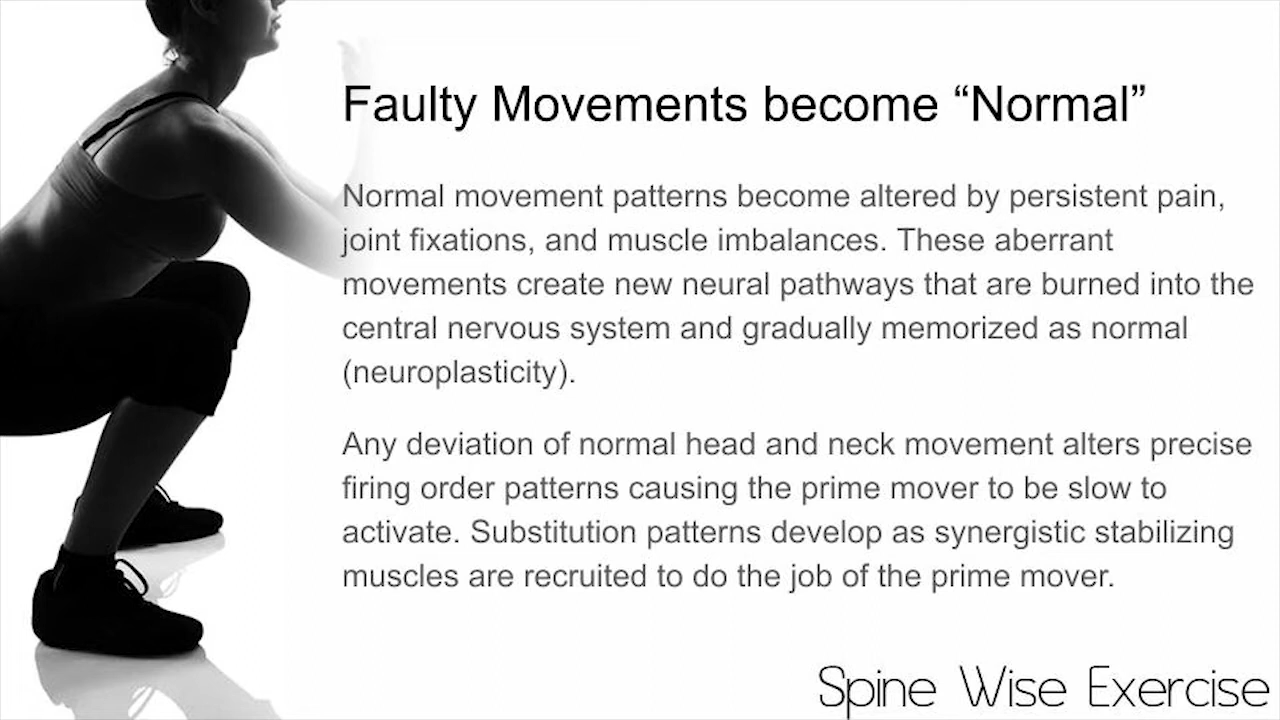 Faulty Movements become “Normal”
Normal movement patterns become altered by persistent pain,
joint fixations, and muscle imbalances. These aberrant
movements create new neural pathways that are burned into the
central nervous system and gradually memorized as normal
(neuroplasticity).
Any deviation of normal head and neck movement alters precise
firing order patterns causing the prime mover to be slow to
activate. Substitution patterns develop as synergistic stabilizing
muscles are recruited to do the job of the prime mover.
Spine Wise Exercise